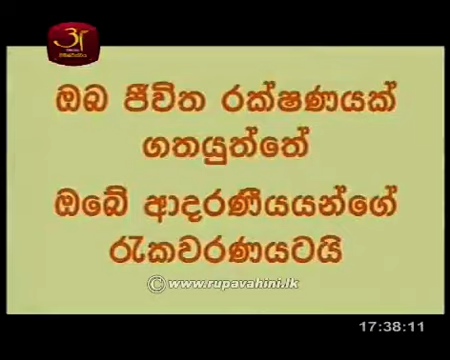 ඔබ ජීවිත රක්ෂණයක්
ගතයුත්තේ
ඔබේ ආදරණීයයන්ගේ
රැකවරණයටයි
© www.rupavahini.lk
17:38:11